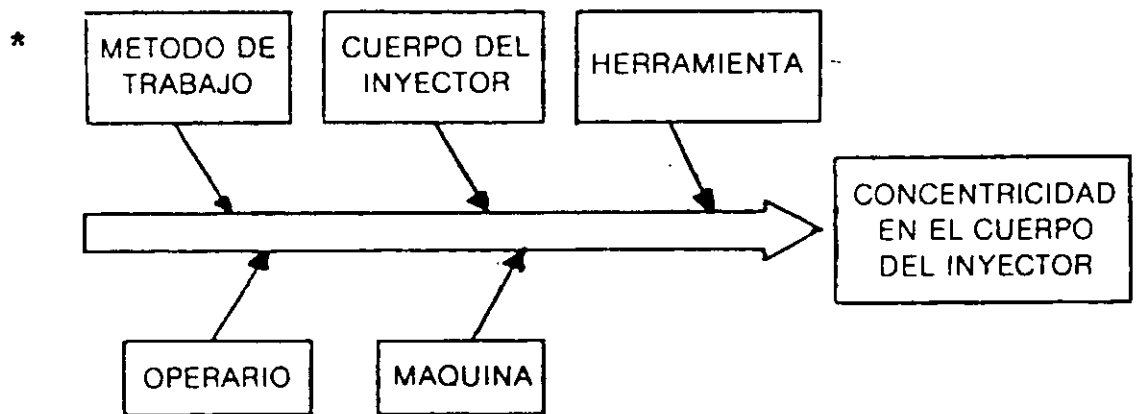 *
METODO DE
TRABAJO
CUERPO DEL
INYECTOR
HERRAMIENTA
CONCENTRICIDAD
EN EL CUERPO
DEL INYECTOR
OPERARIO
MAQUINA